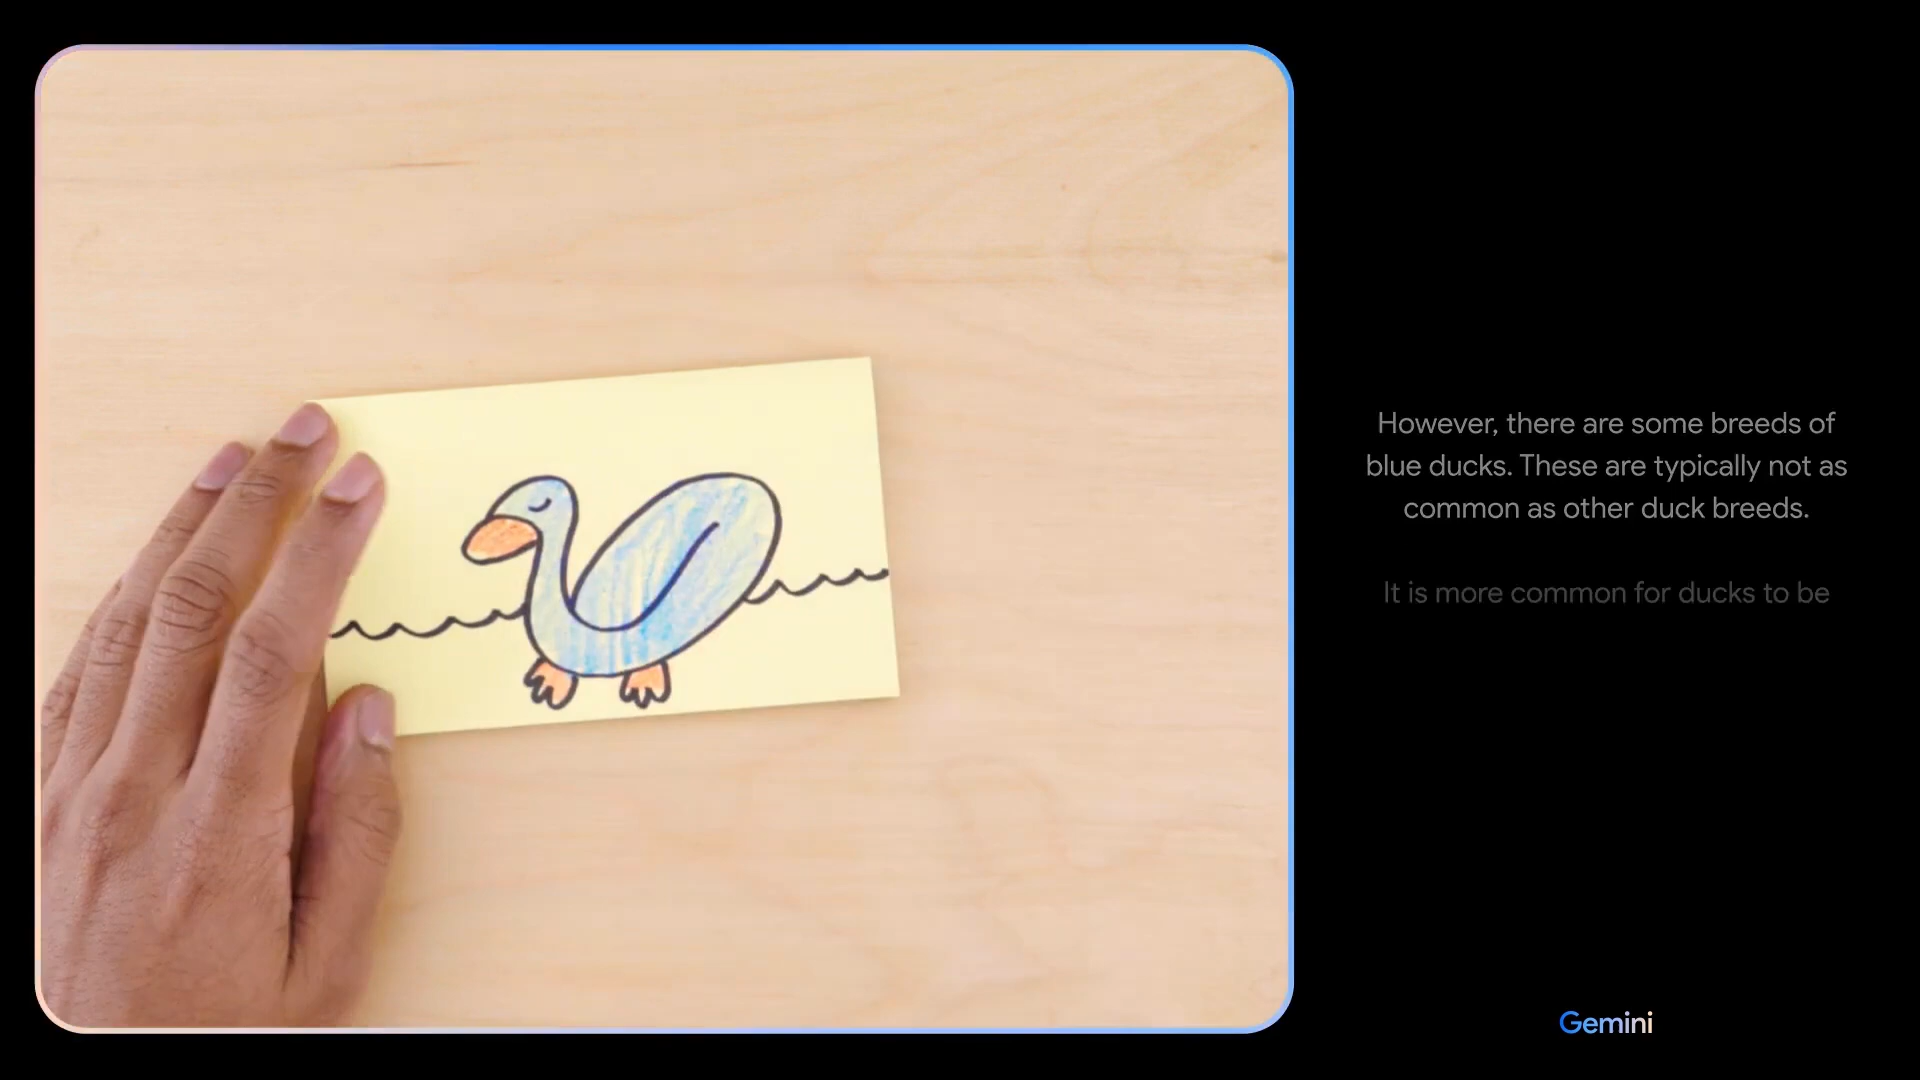 However, there are some breeds of
blue ducks. These are typically not as
common as other duck breeds.
It is more common for ducks to be
Gemini